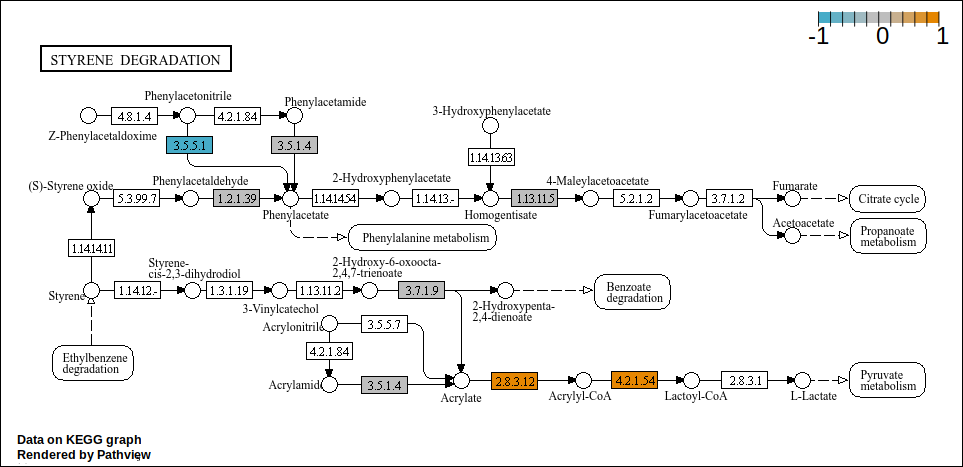 -1 0 1
STYRENE DEGRADATION
Phenylacetonitrile
Phenylacetamide
4.8.1.4
4.2.1.84
Z-Phenylacetaldoxime
3-Hydroxyphenylacetate
3.5.5.1
3.5.1.4
1.14.13.63
(S)-Styrene oxide
Phenylacetaldehyde
2-Hydroxyphenylacetate
4-Maleylacetoacetate
Fumarate
5.3.99.7
1.2.1.39
1.14.14.54
1.14.13.-
1.13.11.5
5.2.1.2
3.7.1.2
Citrate cycle
Phenylacetate
Homogentisate
Fumarylacetoacetate
Acetoacetate
Phenylalanine metabolism
Propanoate
metabolism
1.14.14.11
Styrene-
cis-2,3-dihydrodiol
2-Hydroxy-6-oxoocta-
2,4,7-trienoate
Styrene
1.14.12.-
1.3.1.19
1.13.11.2
3.7.1.9
Benzoate
degradation
3-Vinylcatechol
2-Hydroxypenta-
2,4-dienoate
Acrylonitrile
3.5.5.7
4.2.1.84
Ethylbenzene
degradation
Acrylamid
3.5.1.4
2.8.3.12
4.2.1.54
2.8.3.1
Pyruvate
metabolism
Acrylate
Acrylyl-CoA
Lactoyl-CoA
L-Lactate
Data on KEGG graph
Rendered by Pathview